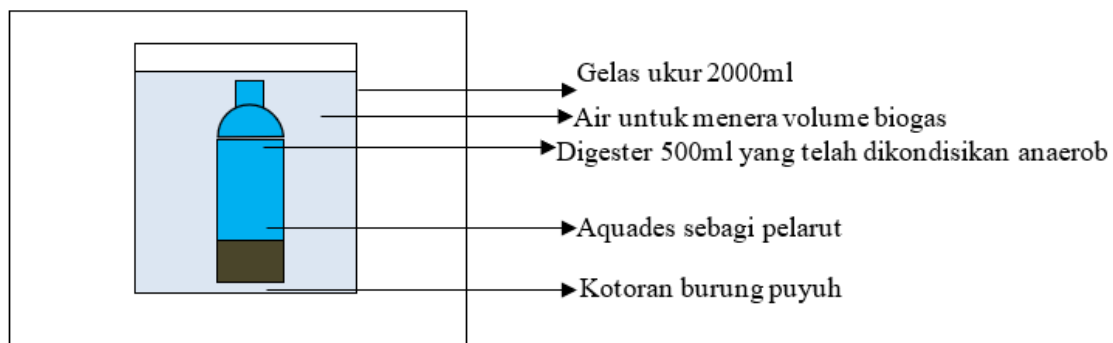 Gelas ukur 2000ml
Air untuk menera volume biogas
Digester 500ml yang telah dikondisikan anaerob
Aquades sebagi pelarut
Kotoran burung puyuh